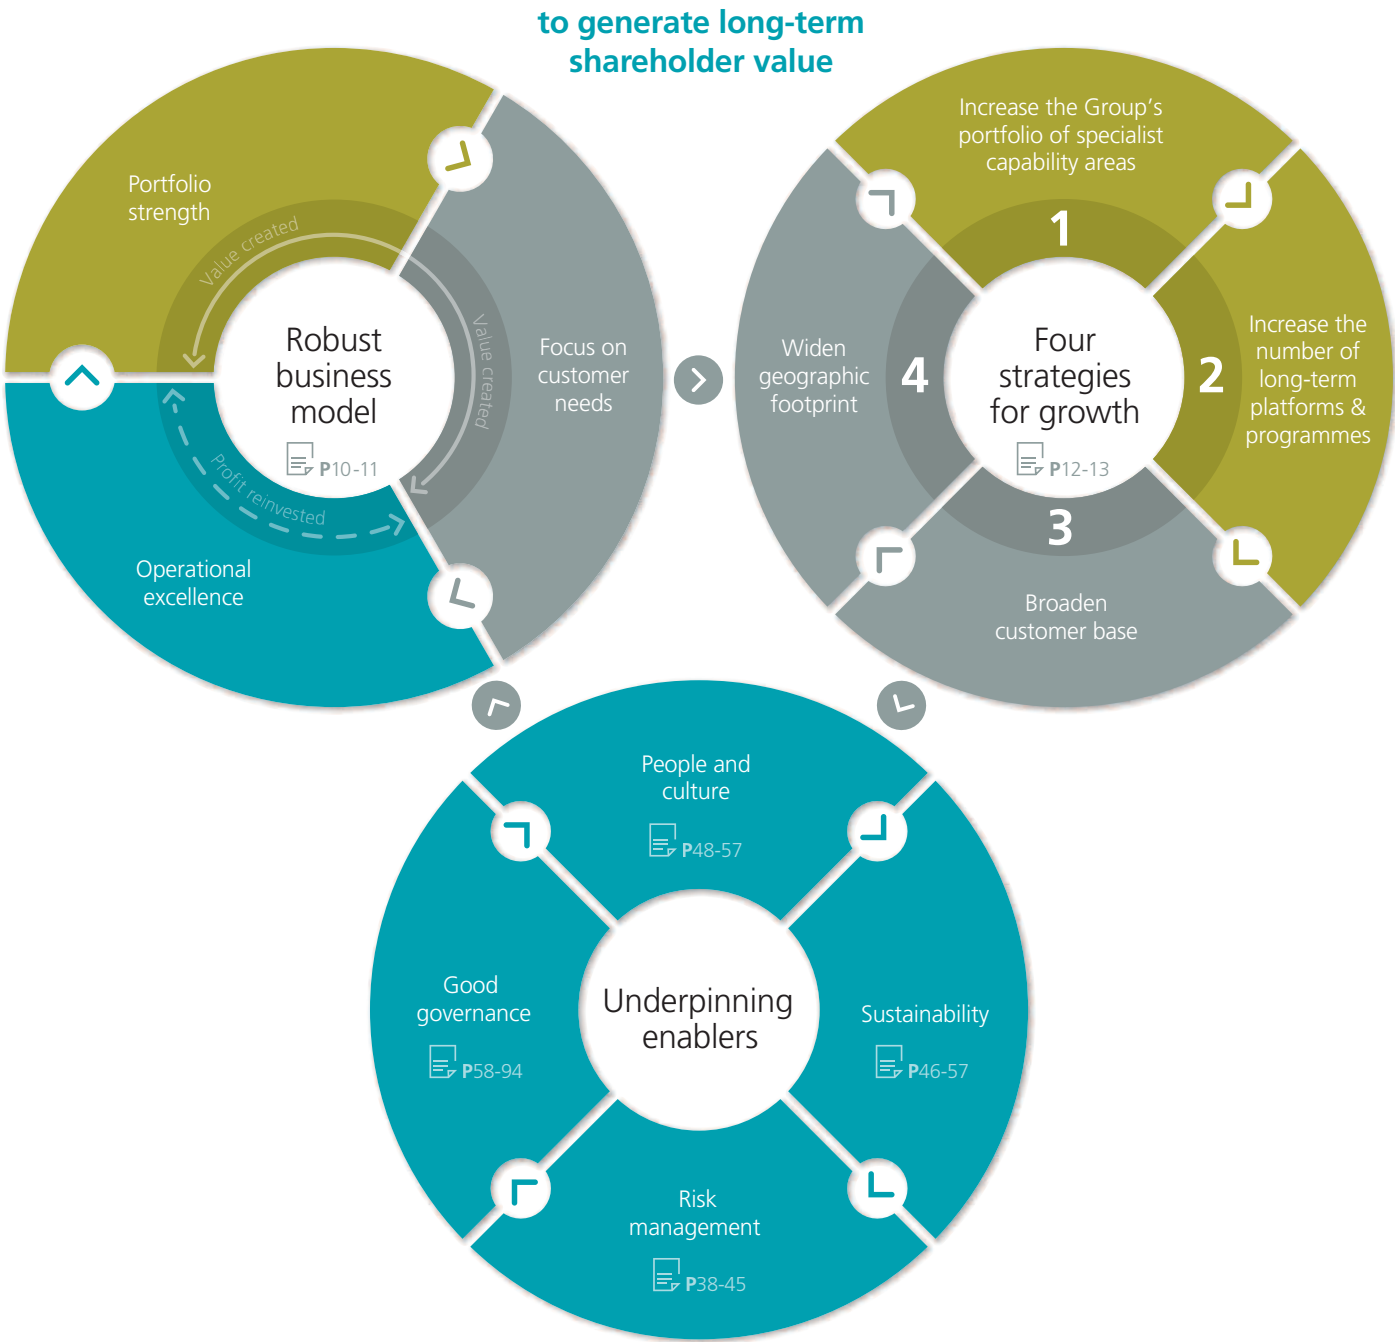 to generate long-term
shareholder value
Portfolio
strength
Value created
Robust
business
model
P10-11
Value created
Focus on
customer
needs
Profit reinvested
Operational
excellence
Increase the Group's
portfolio of specialist
capability areas
1
Increase the
number of
long-term
platforms &
programmes
2
Four
strategies
for growth
P12-13
3
Broaden
customer base
Widen
geographic
footprint
4
People and
culture
P48-57
Good
governance
P58-94
Underpinning
enablers
Sustainability
P46-57
Risk
management
P38-45